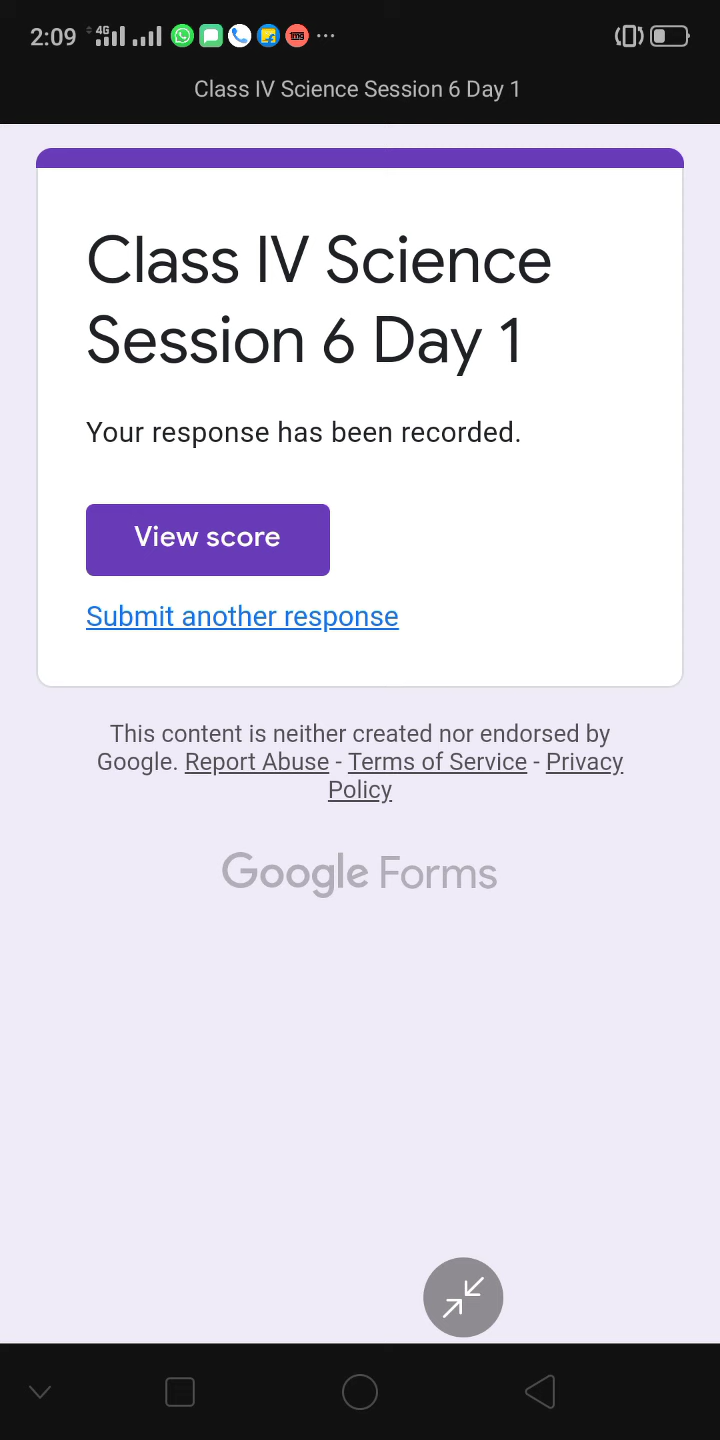 2:09 4G
Class IV Science Session 6 Day 1
Class IV Science
Session 6 Day 1
Your response has been recorded.
View score
Submit another response
This content is neither created nor endorsed by
Google. Report Abuse - Terms of Service - Privacy
Policy
Google Forms